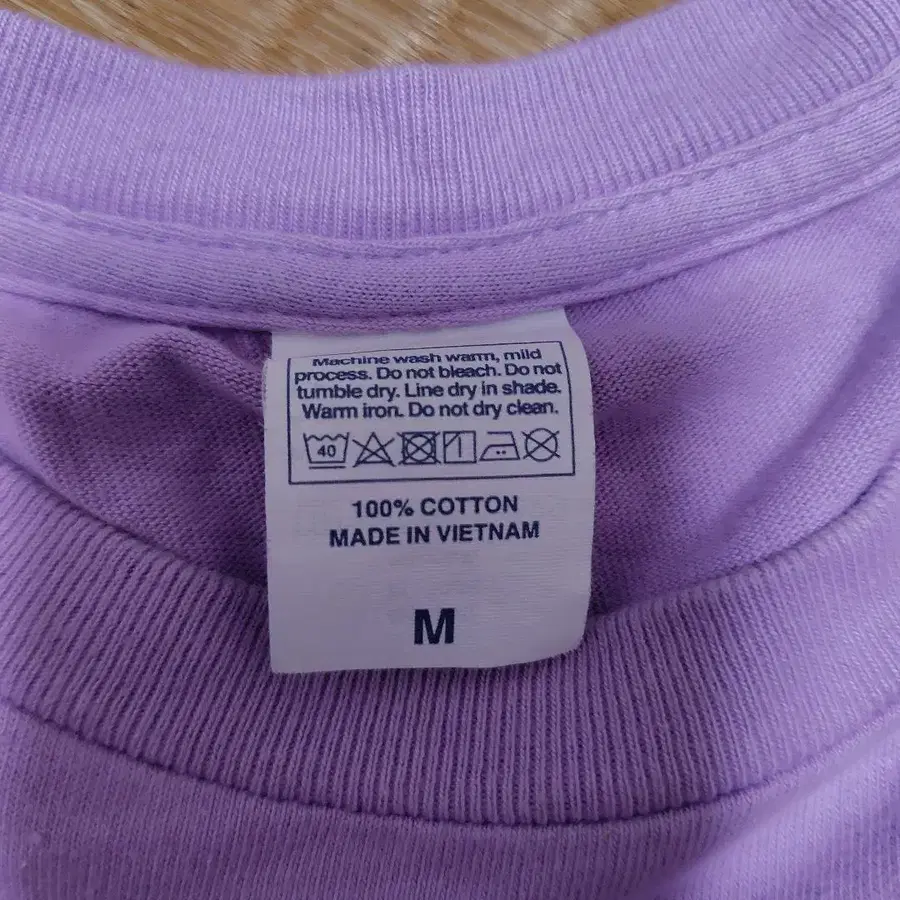 Machine wash warm, mild
process. Do not bleach. Do not
tumble dry. Line dry in shade.
Warm iron. Do not dry clean.
40
100% COTTON
MADE IN VIETNAM
M